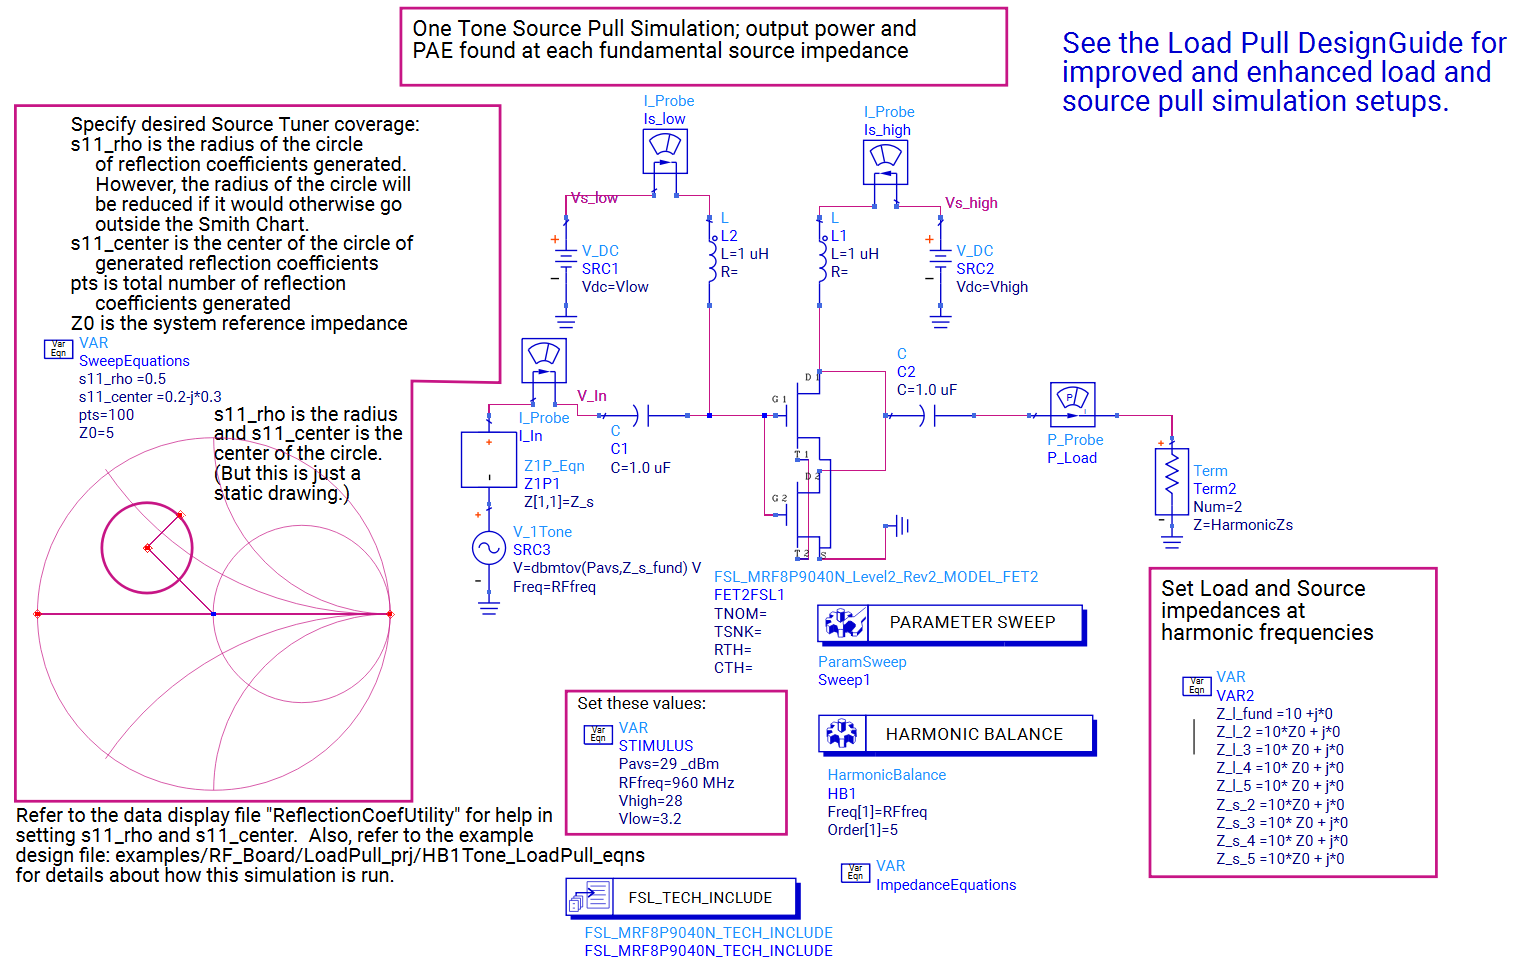 One Tone Source Pull Simulation; output power and
PAE found at each fundamental source impedance
See the Load Pull DesignGuide for
improved and enhanced load and
source pull simulation setups.
Specify desired Source Tuner coverage:
s11_rho is the radius of the circle
of reflection coefficients generated.
However, the radius of the circle will
be reduced if it would otherwise go
outside the Smith Chart.
s11_center is the center of the circle of
generated reflection coefficients
pts is total number of reflection
coefficients generated
Z0 is the system reference impedance
Var
Eqn
VAR
SweepEquations
s11_rho =0.5
s11_center =0.2-j*0.3
pts=100
Z0=5
s11_rho is the radius
and s11_center is the
center of the circle.
(But this is just a
static drawing.)
Refer to the data display file "ReflectionCoefUtility" for help in
setting s11_rho and s11_center.  Also, refer to the example
design file: examples/RF_Board/LoadPull_prj/HB1Tone_LoadPull_eqns
for details about how this simulation is run.
I_Probe
Is_low
Vs_low
V_DC
SRC1
Vdc=Vlow
L
L2
L=1 uH
R=
I_Probe
Is_high
Vs_high
L
L1
L=1 uH
R=
V_DC
SRC2
Vdc=Vhigh
V_In
I_Probe
I_In
Z1P_Eqn
Z1P1
Z[1,1]=Z_s
V_1Tone
SRC3
V=dbmtov(Pavs,Z_s_fund) V
Freq=RFfreq
C
C1
C=1.0 uF
D 1
G 1
T 1
D 2
G 2
T 2
S
C
C2
C=1.0 uF
P
I
P_Probe
P_Load
Term
Term2
Num=2
Z=HarmonicZs
FSL_MRF8P9040N_Level2_Rev2_MODEL_FET2
FET2FSL1
TNOM=
TSNK=
RTH=
CTH=
PARAMETER SWEEP
ParamSweep
Sweep1
HARMONIC BALANCE
HarmonicBalance
HB1
Freq[1]=RFfreq
Order[1]=5
Var
Eqn
VAR
ImpedanceEquations
Set these values:
Var
Eqn
VAR
STIMULUS
Pavs=29 _dBm
RFfreq=960 MHz
Vhigh=28
Vlow=3.2
FSL_TECH_INCLUDE
FSL_MRF8P9040N_TECH_INCLUDE
FSL_MRF8P9040N_TECH_INCLUDE
Set Load and Source
impedances at
harmonic frequencies
Var
Eqn
VAR
VAR2
Z_l_fund =10 +j*0
Z_l_2 =10*Z0 + j*0
Z_l_3 =10* Z0 + j*0
Z_l_4 =10* Z0 + j*0
Z_l_5 =10* Z0 + j*0
Z_s_2 =10*Z0 + j*0
Z_s_3 =10* Z0 + j*0
Z_s_4 =10* Z0 + j*0
Z_s_5 =10*Z0 + j*0